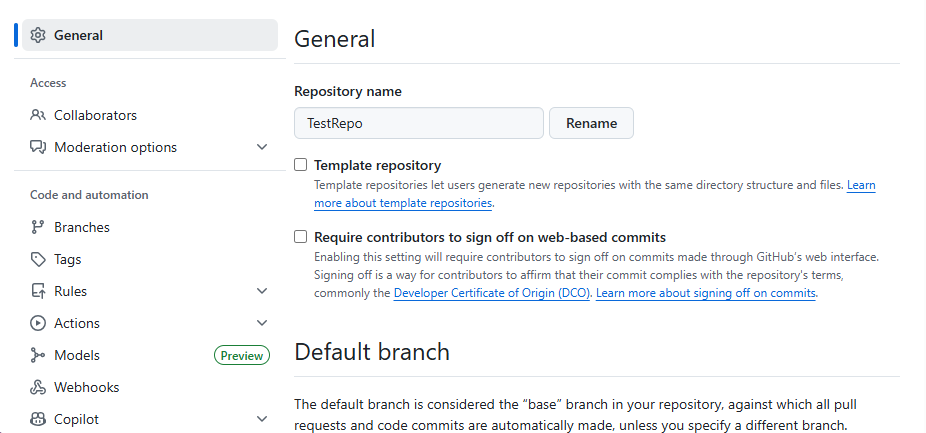 General
Access
Collaborators
Moderation options
Code and automation
Branches
Tags
Rules
Actions
Models Preview
Webhooks
Copilot
General
Repository name
TestRepo Rename
Template repository
Template repositories let users generate new repositories with the same directory structure and files. Learn
more about template repositories.
Require contributors to sign off on web-based commits
Enabling this setting will require contributors to sign off on commits made through GitHub's web interface.
Signing off is a way for contributors to affirm that their commit complies with the repository's terms,
commonly the Developer Certificate of Origin (DCO). Learn more about signing off on commits.
Default branch
The default branch is considered the “base” branch in your repository, against which all pull
requests and code commits are automatically made, unless you specify a different branch.